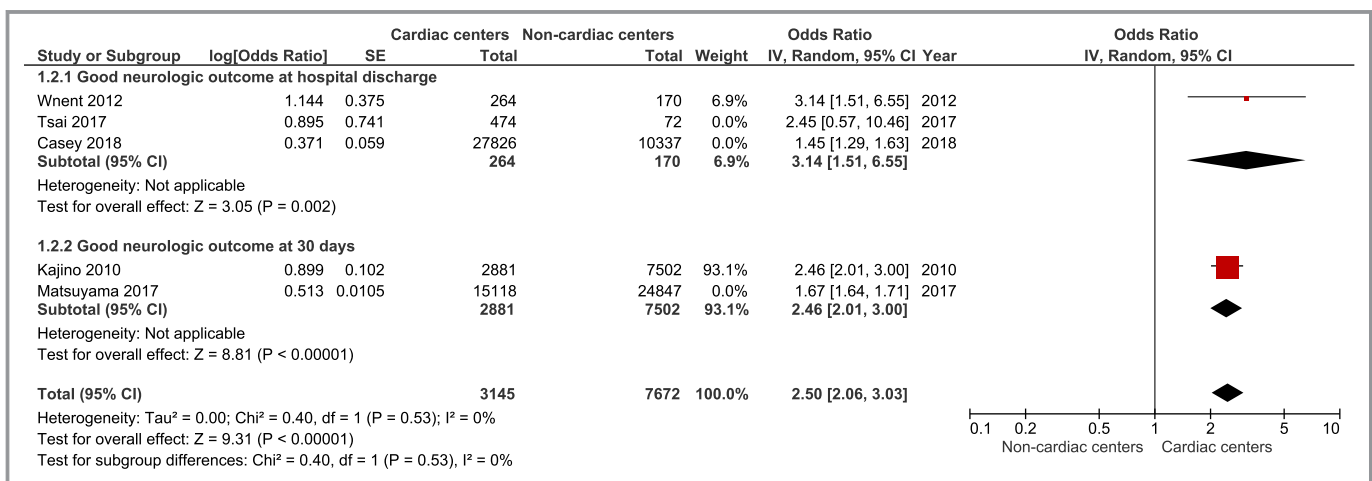 Cardiac centers Non-cardiac centers Odds Ratio Odds Ratio
Study or Subgroup log[Odds Ratio] SE Total Total Weight IV, Random, 95% CI Year IV, Random, 95% CI
1.2.1 Good neurologic outcome at hospital discharge
Wnent 2012 1.144 0.375 264 170 6.9% 3.14 [1.51, 6.55] 2012
Tsai 2017 0.895 0.741 474 72 0.0% 2.45 [0.57, 10.46] 2017
Casey 2018 0.371 0.059 27826 10337 0.0% 1.45 [1.29, 1.63] 2018
Subtotal (95% CI) 264 170 6.9% 3.14 [1.51, 6.55]
Heterogeneity: Not applicable
Test for overall effect: Z = 3.05 (P = 0.002)
1.2.2 Good neurologic outcome at 30 days
Kajino 2010 0.899 0.102 2881 7502 93.1% 2.46 [2.01, 3.00] 2010
Matsuyama 2017 0.513 0.0105 15118 24847 0.0% 1.67 [1.64, 1.71] 2017
Subtotal (95% CI) 2881 7502 93.1% 2.46 [2.01, 3.00]
Heterogeneity: Not applicable
Test for overall effect: Z = 8.81 (P < 0.00001)
Total (95% CI) 3145 7672 100.0% 2.50 [2.06, 3.03]
Heterogeneity: Tau² = 0.00; Chi² = 0.40, df = 1 (P = 0.53); I² = 0%
Test for overall effect: Z = 9.31 (P < 0.00001)
Test for subgroup differences: Chi² = 0.40, df = 1 (P = 0.53), I² = 0%
0.1 0.2 0.5 1 2 5 10
Non-cardiac centers Cardiac centers